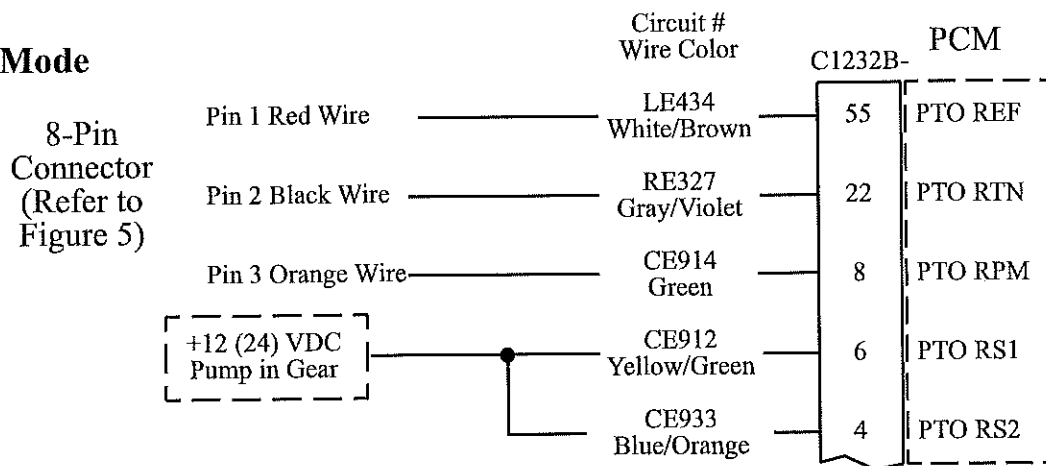 Mode
8-Pin
Connector
(Refer to
Figure 5)
Circuit #
Wire Color
C1232B-
PCM
Pin 1 Red Wire
LE434
White/Brown
55
PTO REF
Pin 2 Black Wire
RE327
Gray/Violet
22
PTO RTN
Pin 3 Orange Wire
CE914
Green
8
PTO RPM
+12 (24) VDC
Pump in Gear
CE912
Yellow/Green
6
PTO RS1
CE933
Blue/Orange
4
PTO RS2